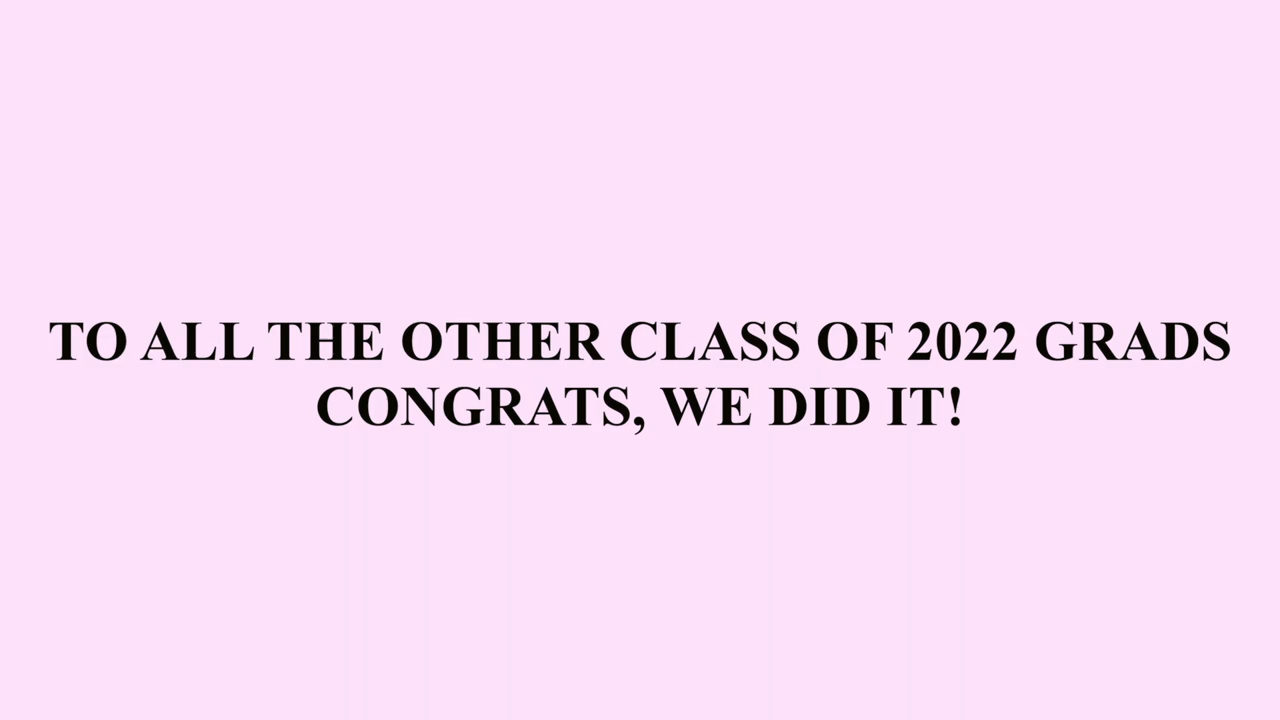 TO ALL THE OTHER CLASS OF 2022 GRADS
CONGRATS, WE DID IT!